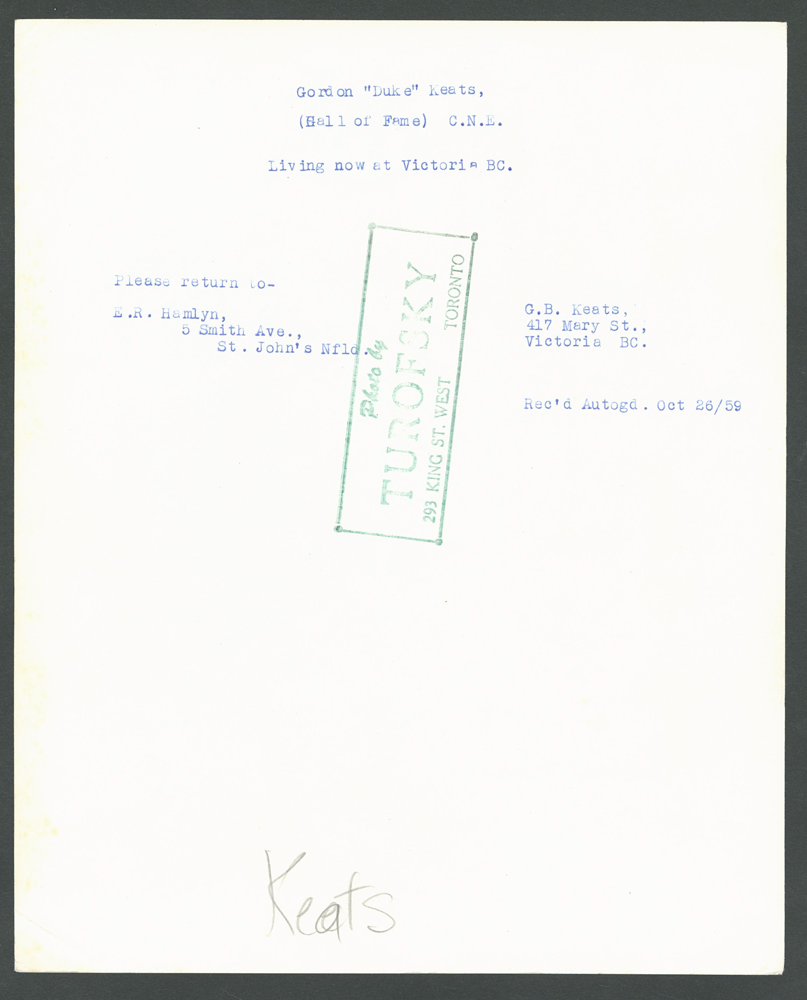 Gordon "Duke" Keats,
(Hall of Fame) C.N.E.
Living now at Victoria BC.
Please return to-
E.R. Hamlyn,
5 Smith Ave.,
St. John's Nfld.
G.B. Keats,
417 Mary St.,
Victoria BC.
Rec'd Autogd. Oct 26/59
Photo by
TUROFSKY
293 KING ST. WEST TORONTO
Keats